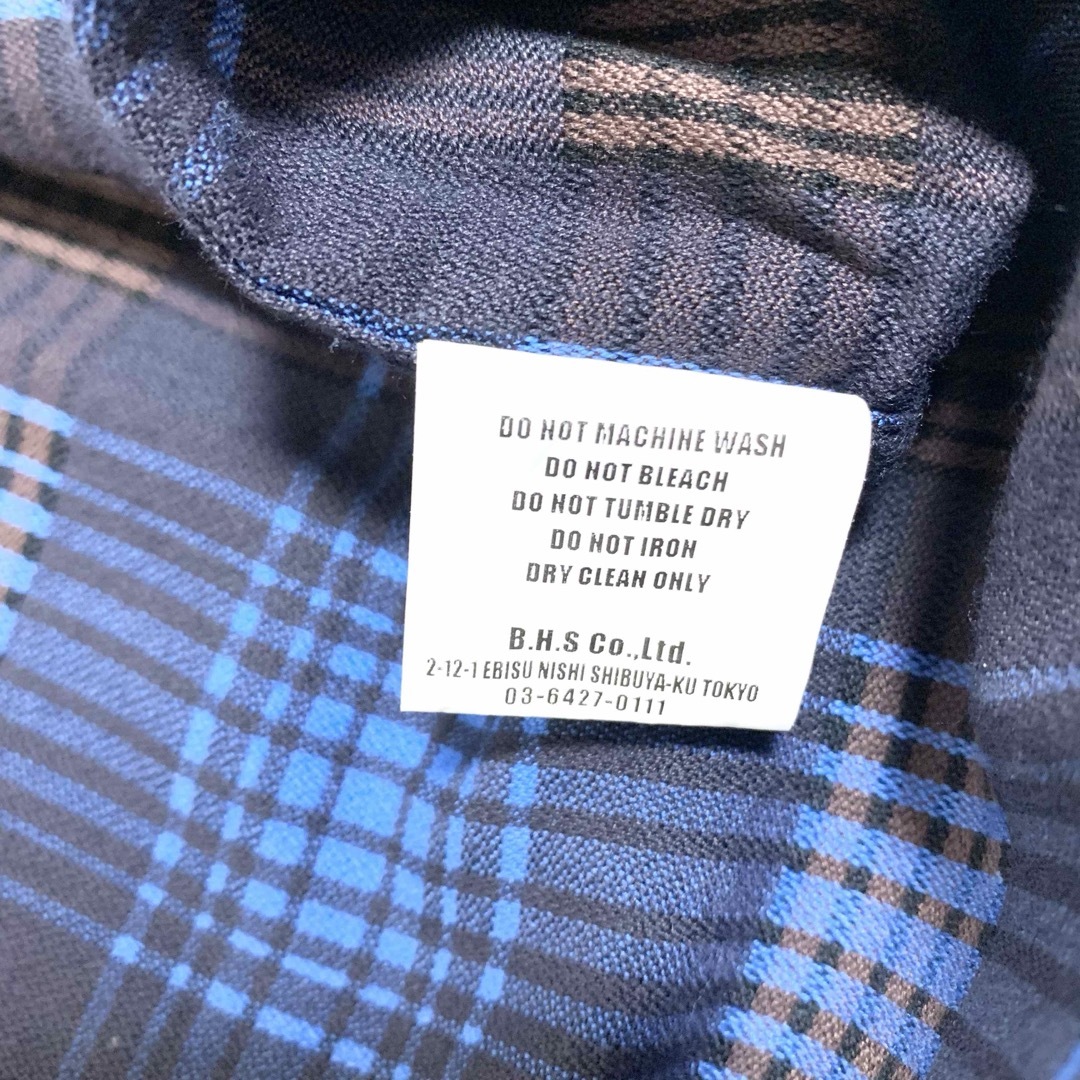 DO NOT MACHINE WASH
DO NOT BLEACH
DO NOT TUMBLE DRY
DO NOT IRON
DRY CLEAN ONLY
B.H.S Co.,Ltd.
2-12-1 EBISU NISHI SHIBUYA-KU TOKYO
03-6427-0111